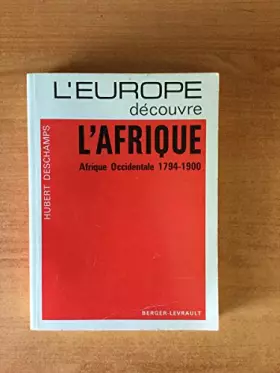 L'EUROPE
découvre
L'AFRIQUE
Afrique Occidentale 1794-1900
HUBERT DESCHAMPS
BERGER-LEVRAULT